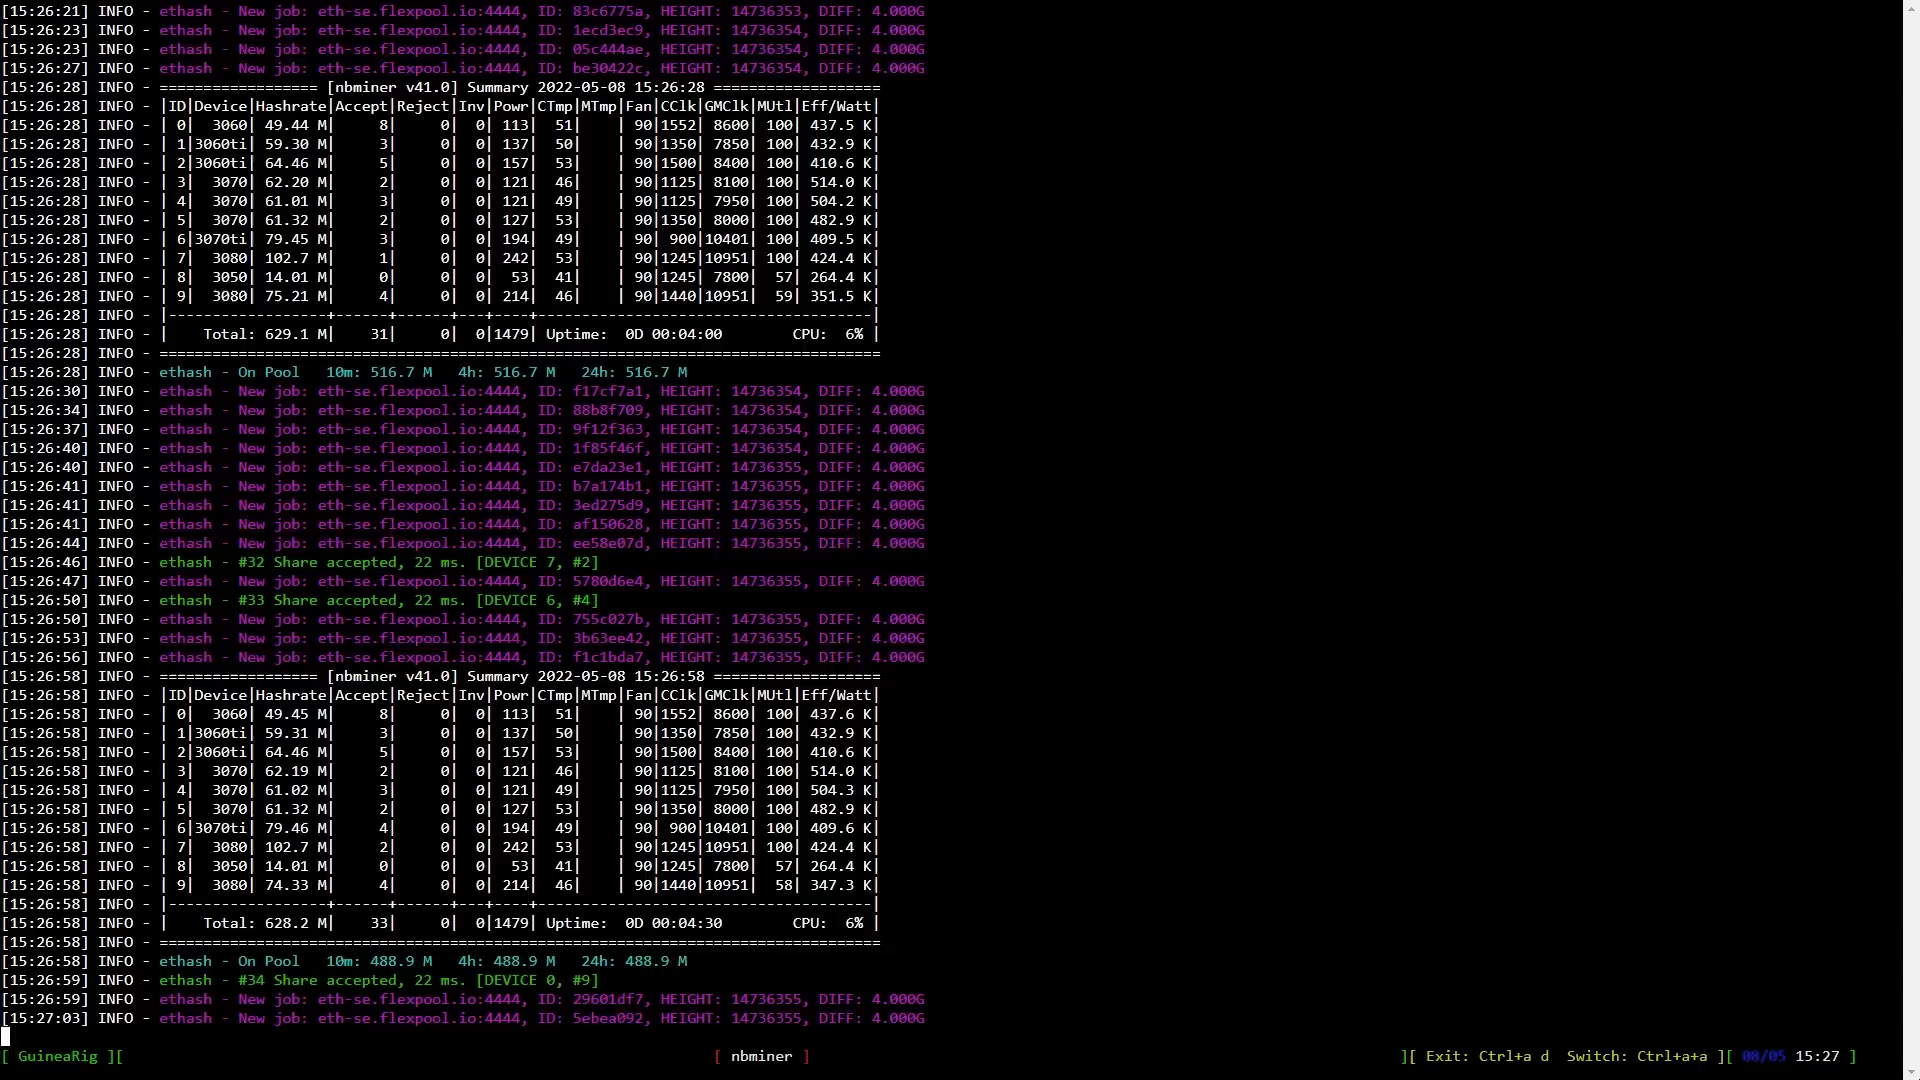 [15:26:21] INFO - ethash - New job: eth-se.flexpool.io:4444, ID: 83c6775a, HEIGHT: 14736353, DIFF: 4.000G
[15:26:23] INFO - ethash - New job: eth-se.flexpool.io:4444, ID: 1ecd3ec9, HEIGHT: 14736354, DIFF: 4.000G
[15:26:23] INFO - ethash - New job: eth-se.flexpool.io:4444, ID: 05c444ae, HEIGHT: 14736354, DIFF: 4.000G
[15:26:27] INFO - ethash - New job: eth-se.flexpool.io:4444, ID: be30422c, HEIGHT: 14736354, DIFF: 4.000G
[15:26:28] INFO - ================== [nbminer v41.0] Summary 2022-05-08 15:26:28 ===================
[15:26:28] INFO - |ID|Device|Hashrate|Accept|Reject|Inv|Powr|CTmp|MTmp|Fan|CClk|GMClk|MUtl|Eff/Watt|
[15:26:28] INFO - | 0|  3060| 49.44 M|     8|     0|  0| 113|  51|    | 90|1552| 8600| 100| 437.5 K|
[15:26:28] INFO - | 1|3060ti| 59.30 M|     3|     0|  0| 137|  50|    | 90|1350| 7850| 100| 432.9 K|
[15:26:28] INFO - | 2|3060ti| 64.46 M|     5|     0|  0| 157|  53|    | 90|1500| 8400| 100| 410.6 K|
[15:26:28] INFO - | 3|  3070| 62.20 M|     2|     0|  0| 121|  46|    | 90|1125| 8100| 100| 514.0 K|
[15:26:28] INFO - | 4|  3070| 61.01 M|     3|     0|  0| 121|  49|    | 90|1125| 7950| 100| 504.2 K|
[15:26:28] INFO - | 5|  3070| 61.32 M|     2|     0|  0| 127|  53|    | 90|1350| 8000| 100| 482.9 K|
[15:26:28] INFO - | 6|3070ti| 79.45 M|     3|     0|  0| 194|  49|    | 90| 900|10401| 100| 409.5 K|
[15:26:28] INFO - | 7|  3080| 102.7 M|     1|     0|  0| 242|  53|    | 90|1245|10951| 100| 424.4 K|
[15:26:28] INFO - | 8|  3050| 14.01 M|     0|     0|  0|  53|  41|    | 90|1245| 7800|  57| 264.4 K|
[15:26:28] INFO - | 9|  3080| 75.21 M|     4|     0|  0| 214|  46|    | 90|1440|10951|  59| 351.5 K|
[15:26:28] INFO - |------------------+------+------+---+----+--------------------------------------|
[15:26:28] INFO - |    Total: 629.1 M|    31|     0|  0|1479| Uptime:  0D 00:04:00        CPU:  6% |
[15:26:28] INFO - ==================================================================================
[15:26:28] INFO - ethash - On Pool   10m: 516.7 M   4h: 516.7 M   24h: 516.7 M
[15:26:30] INFO - ethash - New job: eth-se.flexpool.io:4444, ID: f17cf7a1, HEIGHT: 14736354, DIFF: 4.000G
[15:26:34] INFO - ethash - New job: eth-se.flexpool.io:4444, ID: 88b8f709, HEIGHT: 14736354, DIFF: 4.000G
[15:26:37] INFO - ethash - New job: eth-se.flexpool.io:4444, ID: 9f12f363, HEIGHT: 14736354, DIFF: 4.000G
[15:26:40] INFO - ethash - New job: eth-se.flexpool.io:4444, ID: 1f85f46f, HEIGHT: 14736354, DIFF: 4.000G
[15:26:40] INFO - ethash - New job: eth-se.flexpool.io:4444, ID: e7da23e1, HEIGHT: 14736355, DIFF: 4.000G
[15:26:41] INFO - ethash - New job: eth-se.flexpool.io:4444, ID: b7a174b1, HEIGHT: 14736355, DIFF: 4.000G
[15:26:41] INFO - ethash - New job: eth-se.flexpool.io:4444, ID: 3ed275d9, HEIGHT: 14736355, DIFF: 4.000G
[15:26:41] INFO - ethash - New job: eth-se.flexpool.io:4444, ID: af150628, HEIGHT: 14736355, DIFF: 4.000G
[15:26:44] INFO - ethash - New job: eth-se.flexpool.io:4444, ID: ee58e07d, HEIGHT: 14736355, DIFF: 4.000G
[15:26:46] INFO - ethash - #32 Share accepted, 22 ms. [DEVICE 7, #2]
[15:26:47] INFO - ethash - New job: eth-se.flexpool.io:4444, ID: 5780d6e4, HEIGHT: 14736355, DIFF: 4.000G
[15:26:50] INFO - ethash - #33 Share accepted, 22 ms. [DEVICE 6, #4]
[15:26:50] INFO - ethash - New job: eth-se.flexpool.io:4444, ID: 755c027b, HEIGHT: 14736355, DIFF: 4.000G
[15:26:53] INFO - ethash - New job: eth-se.flexpool.io:4444, ID: 3b63ee42, HEIGHT: 14736355, DIFF: 4.000G
[15:26:56] INFO - ethash - New job: eth-se.flexpool.io:4444, ID: f1c1bda7, HEIGHT: 14736355, DIFF: 4.000G
[15:26:58] INFO - ================== [nbminer v41.0] Summary 2022-05-08 15:26:58 ===================
[15:26:58] INFO - |ID|Device|Hashrate|Accept|Reject|Inv|Powr|CTmp|MTmp|Fan|CClk|GMClk|MUtl|Eff/Watt|
[15:26:58] INFO - | 0|  3060| 49.45 M|     8|     0|  0| 113|  51|    | 90|1552| 8600| 100| 437.6 K|
[15:26:58] INFO - | 1|3060ti| 59.31 M|     3|     0|  0| 137|  50|    | 90|1350| 7850| 100| 432.9 K|
[15:26:58] INFO - | 2|3060ti| 64.46 M|     5|     0|  0| 157|  53|    | 90|1500| 8400| 100| 410.6 K|
[15:26:58] INFO - | 3|  3070| 62.19 M|     2|     0|  0| 121|  46|    | 90|1125| 8100| 100| 514.0 K|
[15:26:58] INFO - | 4|  3070| 61.02 M|     3|     0|  0| 121|  49|    | 90|1125| 7950| 100| 504.3 K|
[15:26:58] INFO - | 5|  3070| 61.32 M|     2|     0|  0| 127|  53|    | 90|1350| 8000| 100| 482.9 K|
[15:26:58] INFO - | 6|3070ti| 79.46 M|     4|     0|  0| 194|  49|    | 90| 900|10401| 100| 409.6 K|
[15:26:58] INFO - | 7|  3080| 102.7 M|     2|     0|  0| 242|  53|    | 90|1245|10951| 100| 424.4 K|
[15:26:58] INFO - | 8|  3050| 14.01 M|     0|     0|  0|  53|  41|    | 90|1245| 7800|  57| 264.4 K|
[15:26:58] INFO - | 9|  3080| 74.33 M|     4|     0|  0| 214|  46|    | 90|1440|10951|  58| 347.3 K|
[15:26:58] INFO - |------------------+------+------+---+----+--------------------------------------|
[15:26:58] INFO - |    Total: 628.2 M|    33|     0|  0|1479| Uptime:  0D 00:04:30        CPU:  6% |
[15:26:58] INFO - ==================================================================================
[15:26:58] INFO - ethash - On Pool   10m: 488.9 M   4h: 488.9 M   24h: 488.9 M
[15:26:59] INFO - ethash - #34 Share accepted, 22 ms. [DEVICE 0, #9]
[15:26:59] INFO - ethash - New job: eth-se.flexpool.io:4444, ID: 29601df7, HEIGHT: 14736355, DIFF: 4.000G
[15:27:03] INFO - ethash - New job: eth-se.flexpool.io:4444, ID: 5ebea092, HEIGHT: 14736355, DIFF: 4.000G
[ GuineaRig ][ [ nbminer ] ][ Exit: Ctrl+a d  Switch: Ctrl+a+a ][ 08/05 15:27 ]